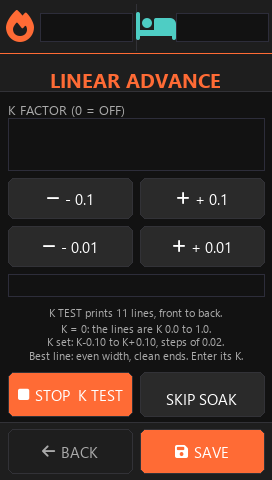 LINEAR ADVANCE
K FACTOR (0 = OFF)
- 0.1
+ 0.1
- 0.01
+ 0.01
K TEST prints 11 lines, front to back.
K = 0: the lines are K 0.0 to 1.0.
K set: K-0.10 to K+0.10, steps of 0.02.
Best line: even width, clean ends. Enter its K.
STOP K TEST
SKIP SOAK
BACK
SAVE